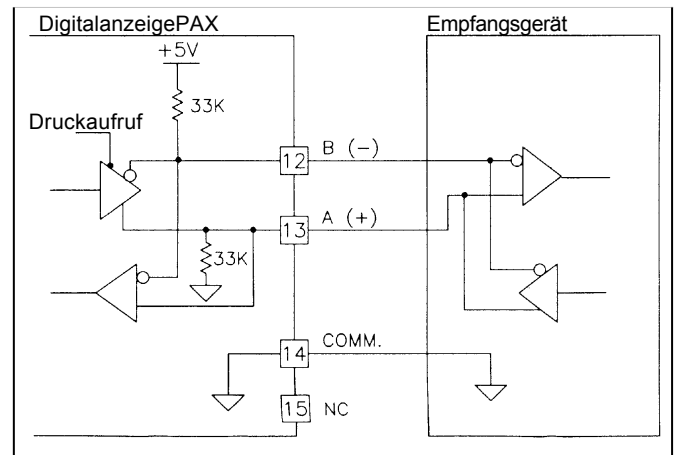 DigitalanzeigePAX
Empfangsgerät
+5V
33K
Druckaufruf
12 B (-)
13 A (+)
33K
14 COMM.
15 NC